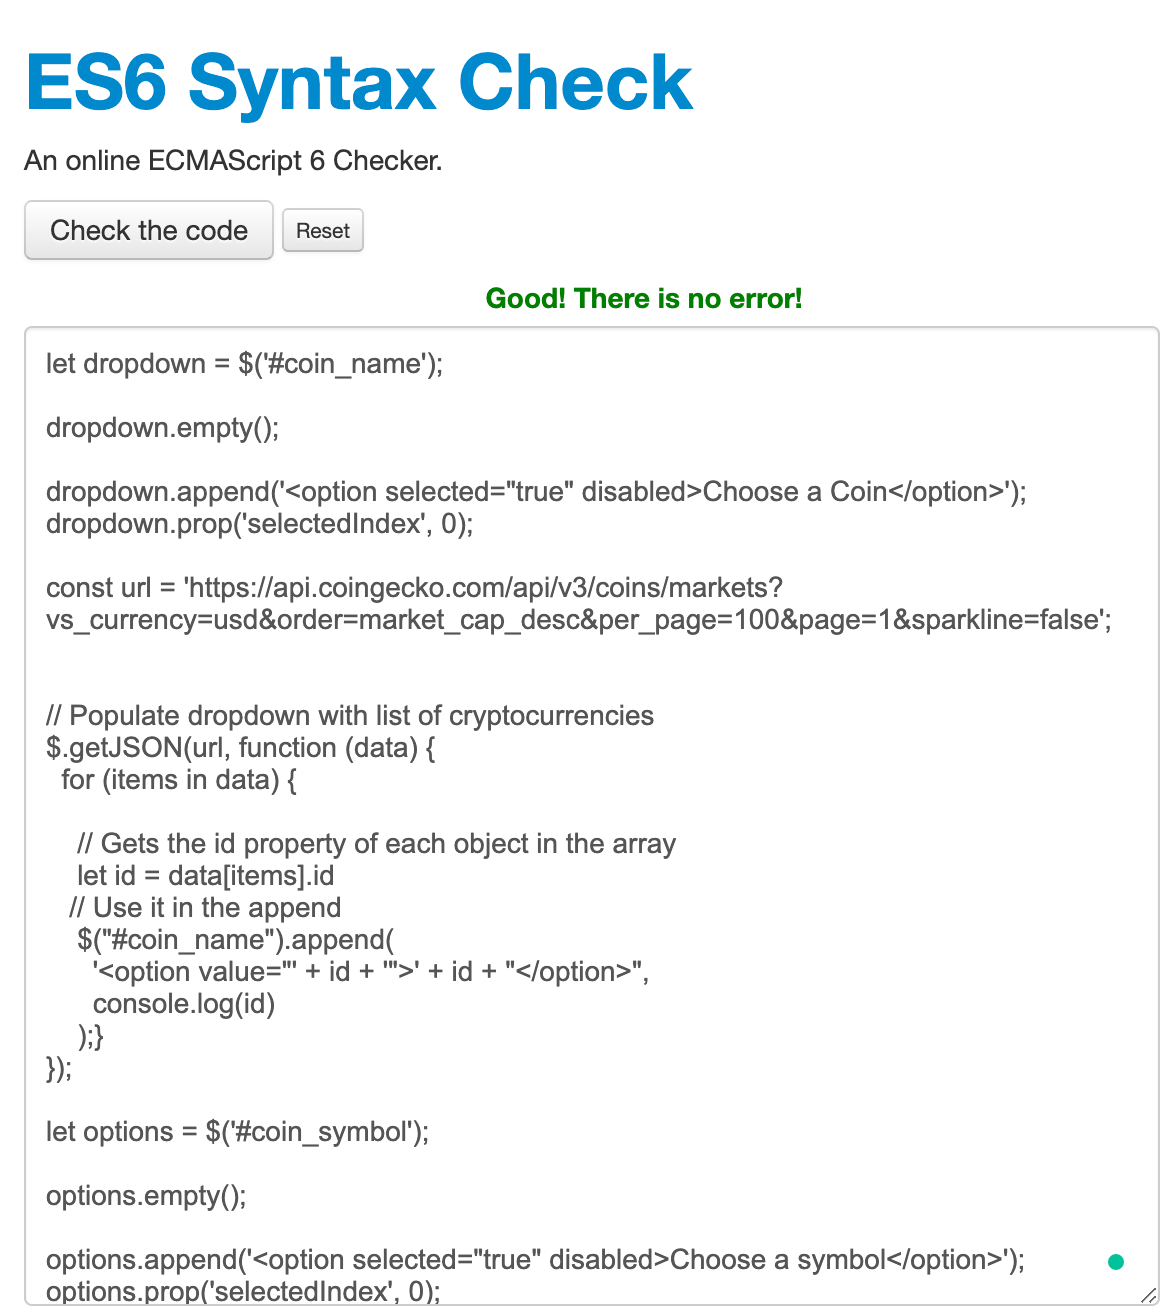 ES6 Syntax Check
An online ECMAScript 6 Checker.
Check the code Reset
Good! There is no error!
let dropdown = $('#coin_name');
dropdown.empty();
dropdown.append('<option selected="true" disabled>Choose a Coin</option>');
dropdown.prop('selectedIndex', 0);
const url = 'https://api.coingecko.com/api/v3/coins/markets?
vs_currency=usd&order=market_cap_desc&per_page=100&page=1&sparkline=false';
// Populate dropdown with list of cryptocurrencies
$.getJSON(url, function (data) {
for (items in data) {
// Gets the id property of each object in the array
let id = data[items].id
// Use it in the append
$("#coin_name").append(
'<option value="' + id + '">' + id + "</option>",
console.log(id)
);}
});
let options = $('#coin_symbol');
options.empty();
options.append('<option selected="true" disabled>Choose a symbol</option>');
options.prop('selectedIndex', 0);